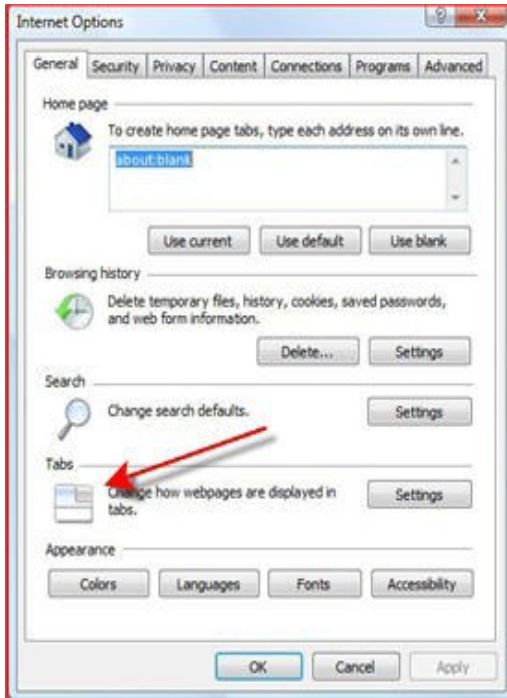 Internet Options
General Security Privacy Content Connections Programs Advanced
Home page
To create home page tabs, type each address on its own line.
about:blank
Use current Use default Use blank
Browsing history
Delete temporary files, history, cookies, saved passwords,
and web form information.
Delete... Settings
Search
Change search defaults.
Settings
Tabs
Change how webpages are displayed in
tabs.
Settings
Appearance
Colors Languages Fonts Accessibility
OK Cancel Apply